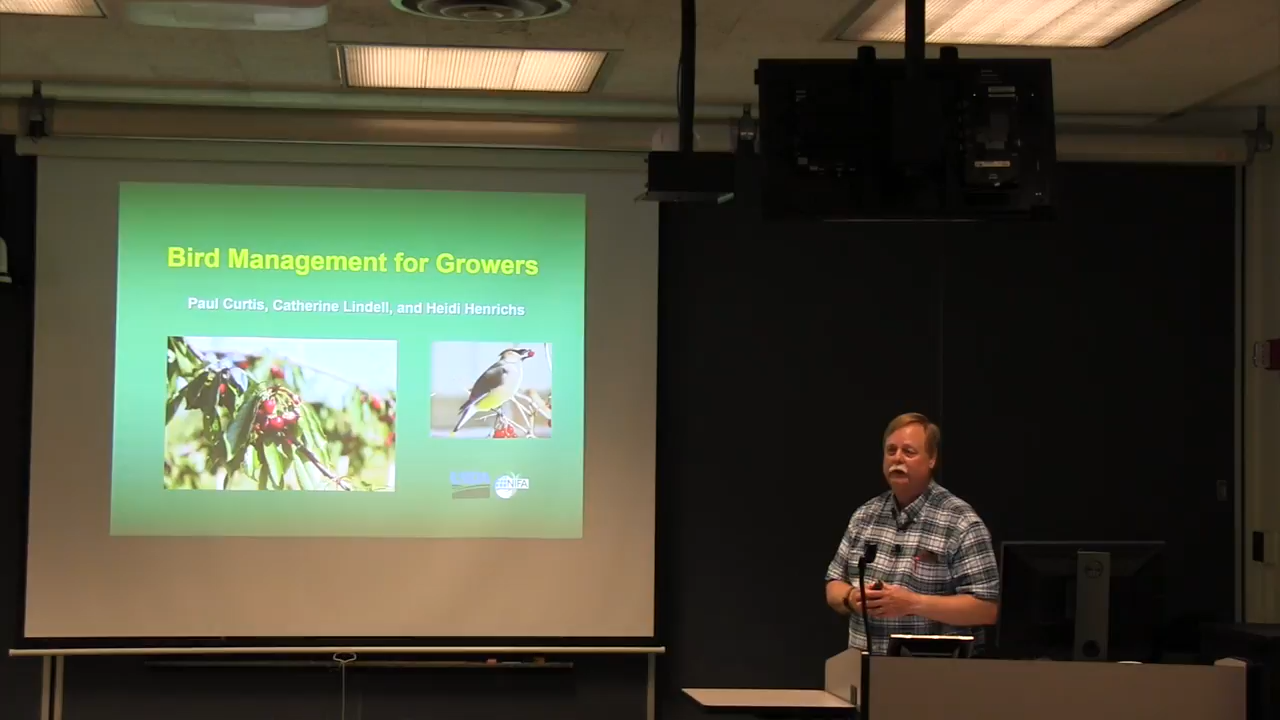 Bird Management for Growers
Paul Curtis, Catherine Lindell, and Heidi Henrichs
NIFA